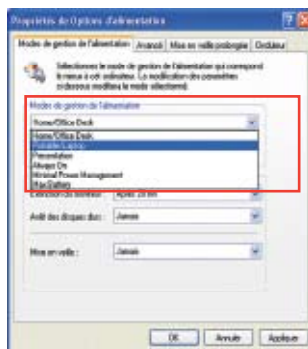 Propriétés de Options d'alimentation
Modes de gestion de l'alimentation Avancé Mise en veille prolongée Onduleur
Sélectionnez le mode de gestion de l'alimentation qui correspond
le mieux à cet ordinateur. La modification des paramètres
ci-dessous modifiera le mode sélectionné.
Modes de gestion de l'alimentation
Home/Office Desk
Home/Office Desk
Portable/Laptop
Presentation
Always On
Minimal Power Management
Max Battery
Extinction du moniteur : Après 20 mn
Arrêt des disques durs : Jamais
Mise en veille : Jamais
OK Annuler Appliquer